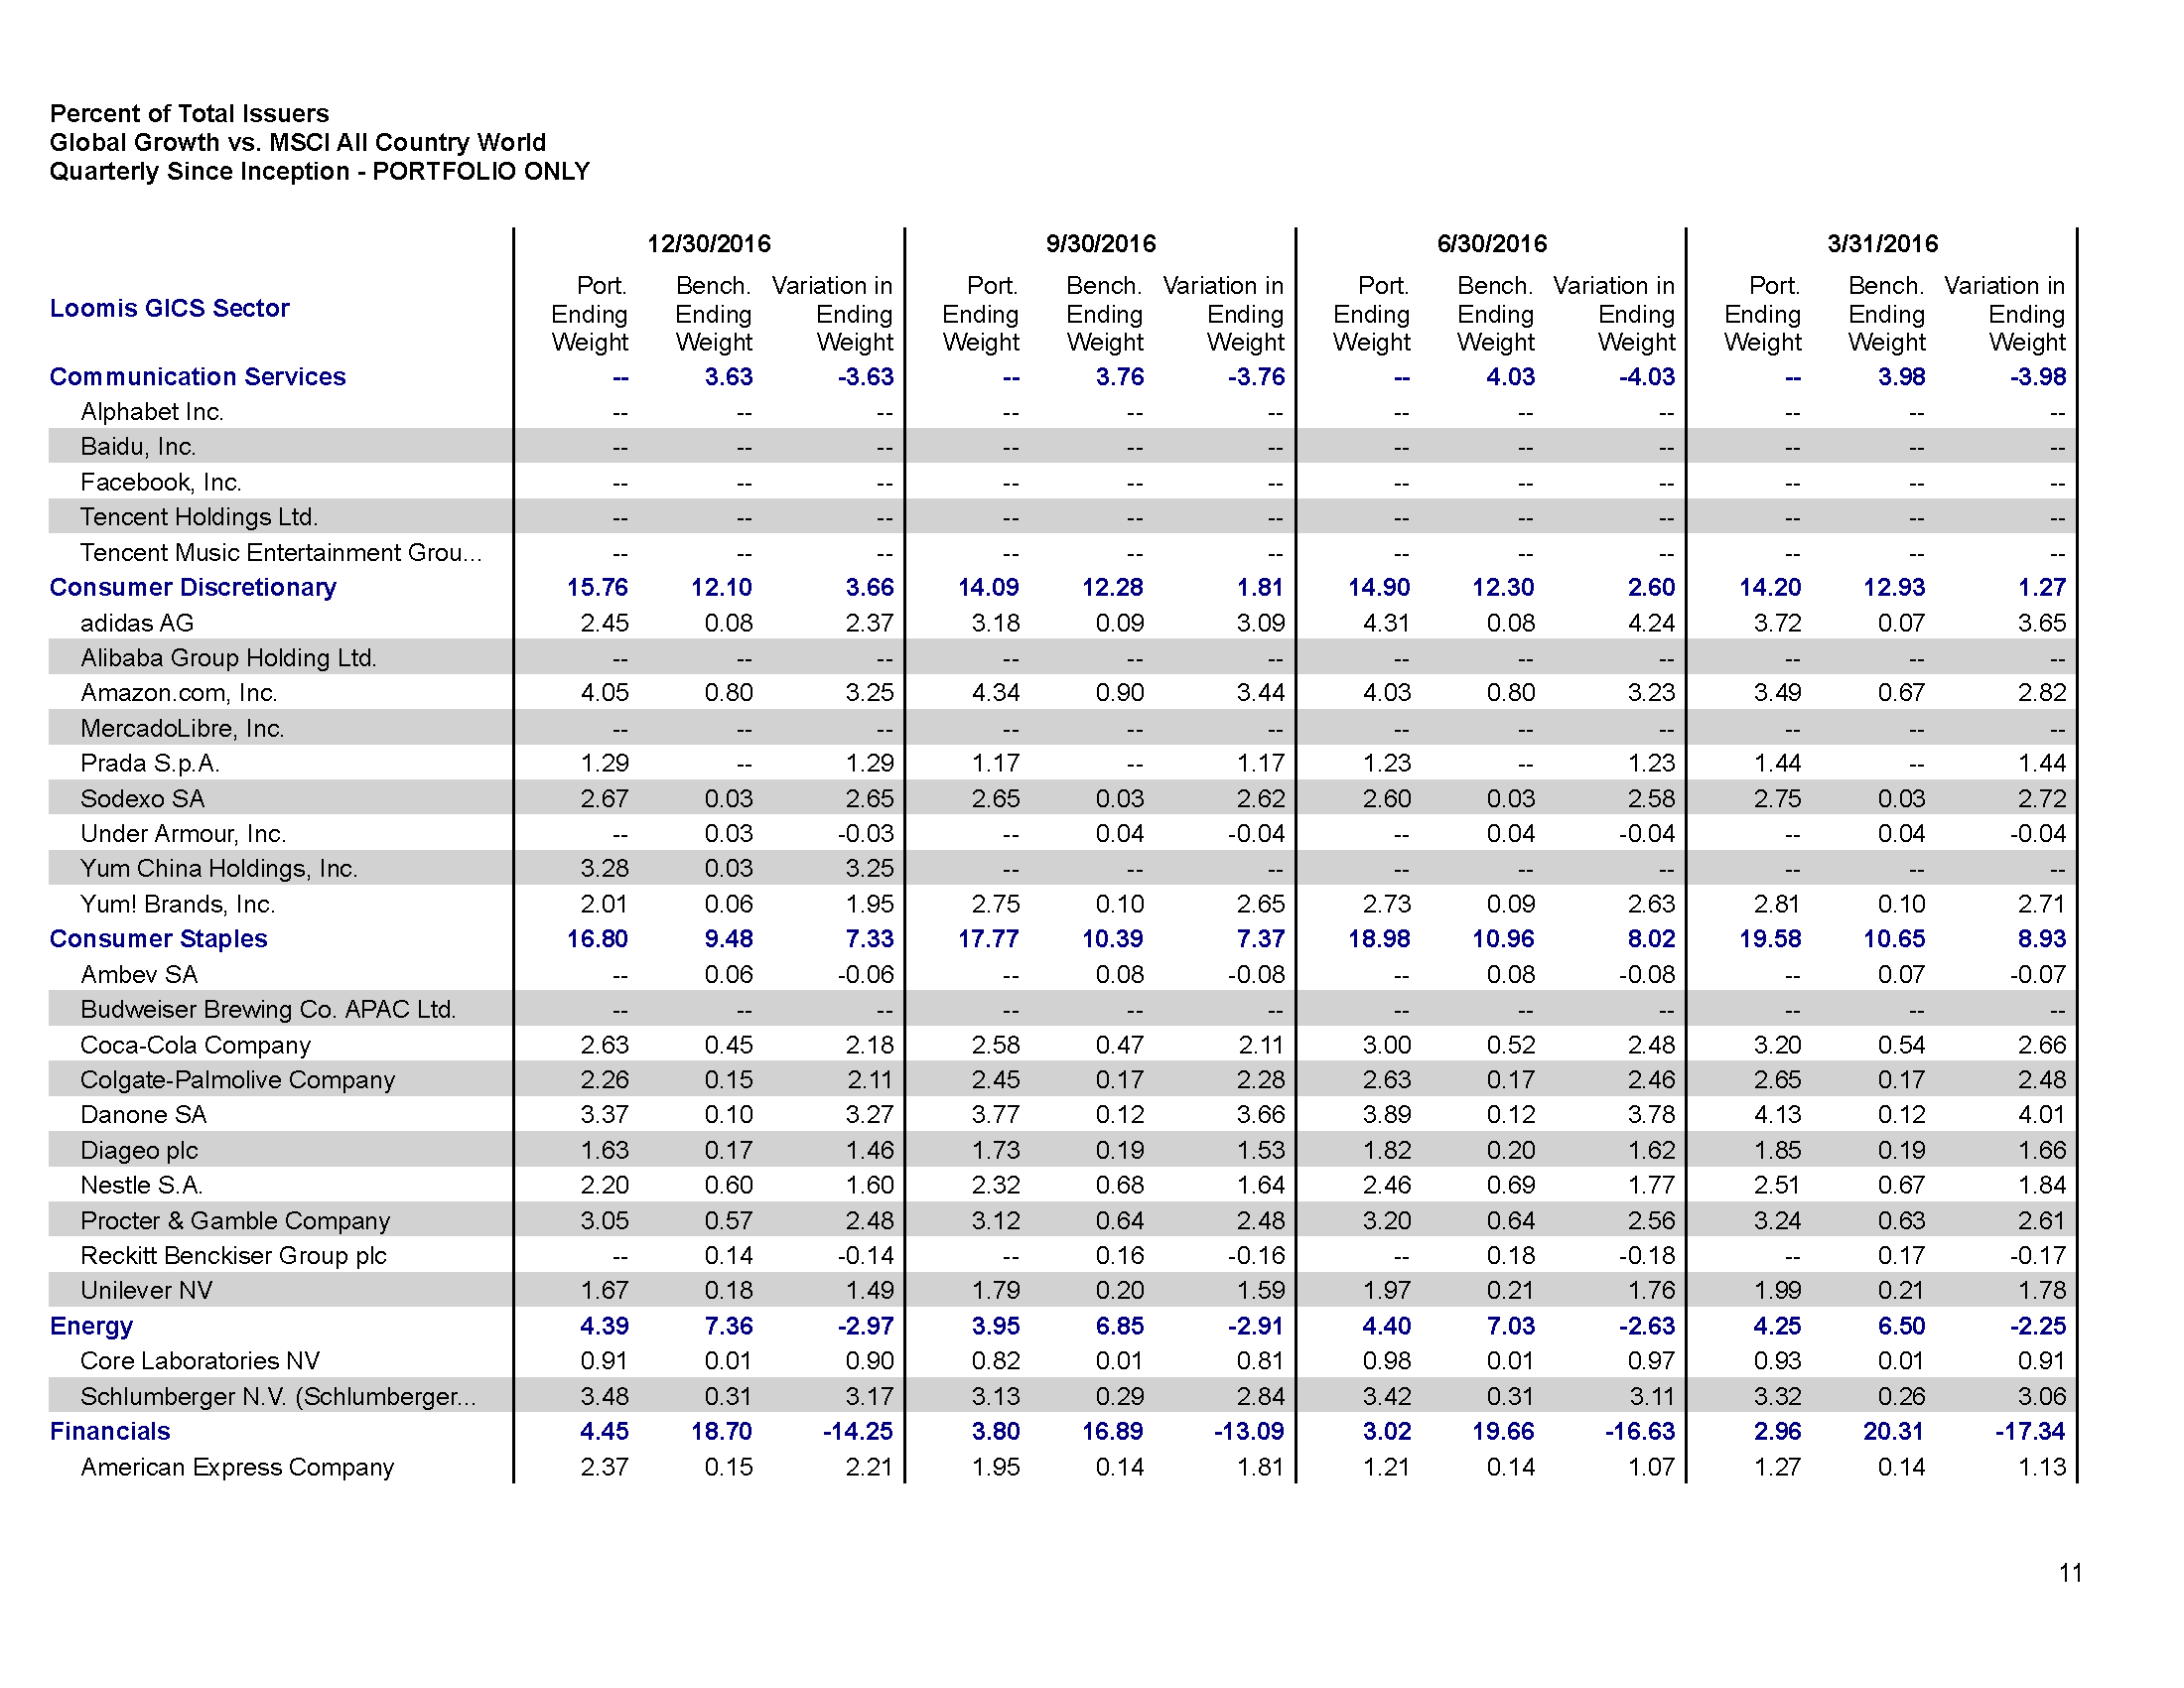 Percent of Total Issuers
Global Growth vs. MSCI All Country World
Quarterly Since Inception - PORTFOLIO ONLY
12/30/2016 9/30/2016 6/30/2016 3/31/2016
Loomis GICS Sector Port. Ending Weight Bench. Ending Weight Variation in Ending Weight Port. Ending Weight Bench. Ending Weight Variation in Ending Weight Port. Ending Weight Bench. Ending Weight Variation in Ending Weight Port. Ending Weight Bench. Ending Weight Variation in Ending Weight
Communication Services -- 3.63 -3.63 -- 3.76 -3.76 -- 4.03 -4.03 -- 3.98 -3.98
Alphabet Inc. -- -- -- -- -- -- -- -- -- -- -- --
Baidu, Inc. -- -- -- -- -- -- -- -- -- -- -- --
Facebook, Inc. -- -- -- -- -- -- -- -- -- -- -- --
Tencent Holdings Ltd. -- -- -- -- -- -- -- -- -- -- -- --
Tencent Music Entertainment Grou... -- -- -- -- -- -- -- -- -- -- -- --
Consumer Discretionary 15.76 12.10 3.66 14.09 12.28 1.81 14.90 12.30 2.60 14.20 12.93 1.27
adidas AG 2.45 0.08 2.37 3.18 0.09 3.09 4.31 0.08 4.24 3.72 0.07 3.65
Alibaba Group Holding Ltd. -- -- -- -- -- -- -- -- -- -- -- --
Amazon.com, Inc. 4.05 0.80 3.25 4.34 0.90 3.44 4.03 0.80 3.23 3.49 0.67 2.82
MercadoLibre, Inc. -- -- -- -- -- -- -- -- -- -- -- --
Prada S.p.A. 1.29 -- 1.29 1.17 -- 1.17 1.23 -- 1.23 1.44 -- 1.44
Sodexo SA 2.67 0.03 2.65 2.65 0.03 2.62 2.60 0.03 2.58 2.75 0.03 2.72
Under Armour, Inc. -- 0.03 -0.03 -- 0.04 -0.04 -- 0.04 -0.04 -- 0.04 -0.04
Yum China Holdings, Inc. 3.28 0.03 3.25 -- -- -- -- -- -- -- -- --
Yum! Brands, Inc. 2.01 0.06 1.95 2.75 0.10 2.65 2.73 0.09 2.63 2.81 0.10 2.71
Consumer Staples 16.80 9.48 7.33 17.77 10.39 7.37 18.98 10.96 8.02 19.58 10.65 8.93
Ambev SA -- 0.06 -0.06 -- 0.08 -0.08 -- 0.08 -0.08 -- 0.07 -0.07
Budweiser Brewing Co. APAC Ltd. -- -- -- -- -- -- -- -- -- -- -- --
Coca-Cola Company 2.63 0.45 2.18 2.58 0.47 2.11 3.00 0.52 2.48 3.20 0.54 2.66
Colgate-Palmolive Company 2.26 0.15 2.11 2.45 0.17 2.28 2.63 0.17 2.46 2.65 0.17 2.48
Danone SA 3.37 0.10 3.27 3.77 0.12 3.66 3.89 0.12 3.78 4.13 0.12 4.01
Diageo plc 1.63 0.17 1.46 1.73 0.19 1.53 1.82 0.20 1.62 1.85 0.19 1.66
Nestle S.A. 2.20 0.60 1.60 2.32 0.68 1.64 2.46 0.69 1.77 2.51 0.67 1.84
Procter & Gamble Company 3.05 0.57 2.48 3.12 0.64 2.48 3.20 0.64 2.56 3.24 0.63 2.61
Reckitt Benckiser Group plc -- 0.14 -0.14 -- 0.16 -0.16 -- 0.18 -0.18 -- 0.17 -0.17
Unilever NV 1.67 0.18 1.49 1.79 0.20 1.59 1.97 0.21 1.76 1.99 0.21 1.78
Energy 4.39 7.36 -2.97 3.95 6.85 -2.91 4.40 7.03 -2.63 4.25 6.50 -2.25
Core Laboratories NV 0.91 0.01 0.90 0.82 0.01 0.81 0.98 0.01 0.97 0.93 0.01 0.91
Schlumberger N.V. (Schlumberger... 3.48 0.31 3.17 3.13 0.29 2.84 3.42 0.31 3.11 3.32 0.26 3.06
Financials 4.45 18.70 -14.25 3.80 16.89 -13.09 3.02 19.66 -16.63 2.96 20.31 -17.34
American Express Company 2.37 0.15 2.21 1.95 0.14 1.81 1.21 0.14 1.07 1.27 0.14 1.13
11